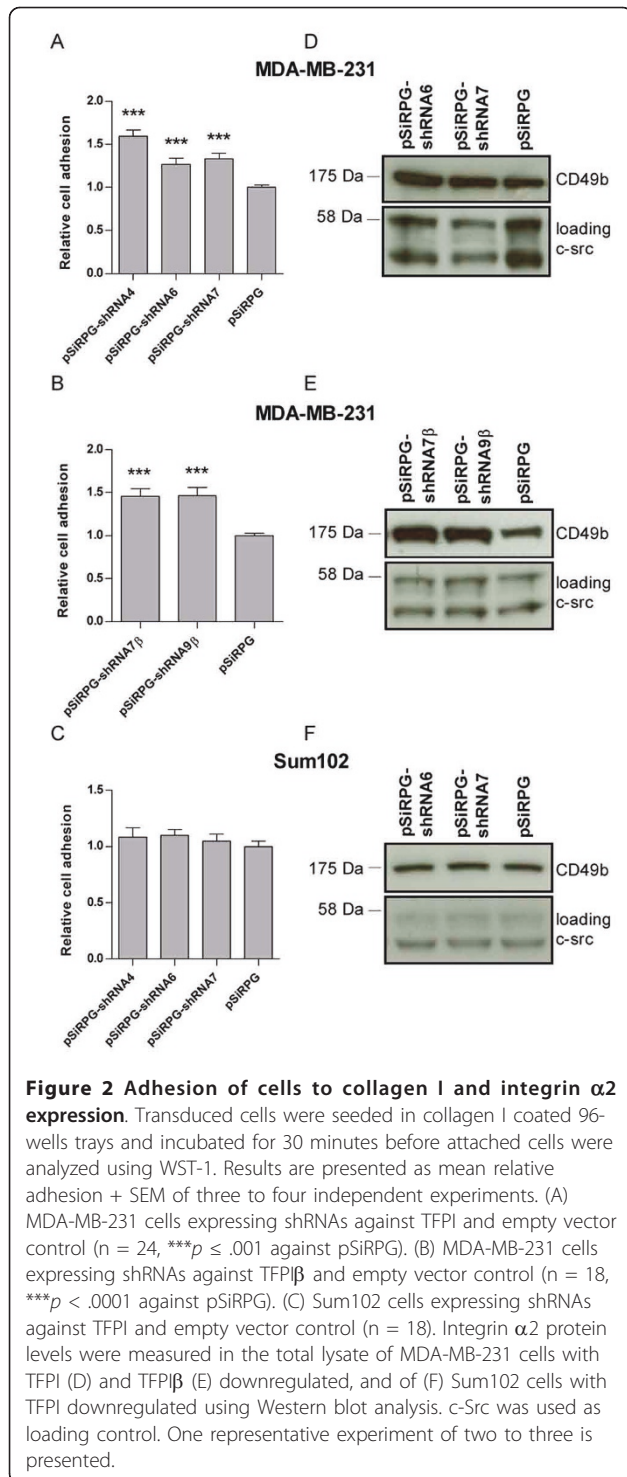 A
D
MDA-MB-231
Relative cell adhesion
2.0
1.5
1.0
0.5
0.0
***
***
***
pSiRPG-shRNA4
pSiRPG-shRNA6
pSiRPG-shRNA7
pSiRPG
pSiRPG-
shRNA6
pSiRPG-
shRNA7
pSiRPG
175 Da
CD49b
58 Da
loading
c-src
B
E
MDA-MB-231
Relative cell adhesion
2.0
1.5
1.0
0.5
0.0
***
***
pSiRPG-shRNA7β
pSiRPG-shRNA9β
pSiRPG
pSiRPG-
shRNA7β
pSiRPG-
shRNA9β
pSiRPG
175 Da
CD49b
58 Da
loading
c-src
C
F
Sum102
Relative cell adhesion
1.5
1.0
0.5
0.0
pSiRPG-shRNA4
pSiRPG-shRNA6
pSiRPG-shRNA7
pSiRPG
pSiRPG-
shRNA6
pSiRPG-
shRNA7
pSiRPG
175 Da
CD49b
58 Da
loading
c-src
Figure 2 Adhesion of cells to collagen I and integrin α2
expression. Transduced cells were seeded in collagen I coated 96-
wells trays and incubated for 30 minutes before attached cells were
analyzed using WST-1. Results are presented as mean relative
adhesion + SEM of three to four independent experiments. (A)
MDA-MB-231 cells expressing shRNAs against TFPI and empty vector
control (n = 24, ***p ≤ .001 against pSiRPG). (B) MDA-MB-231 cells
expressing shRNAs against TFPIβ and empty vector control (n = 18,
***p < .0001 against pSiRPG). (C) Sum102 cells expressing shRNAs
against TFPI and empty vector control (n = 18). Integrin α2 protein
levels were measured in the total lysate of MDA-MB-231 cells with
TFPI (D) and TFPIβ (E) downregulated, and of (F) Sum102 cells with
TFPI downregulated using Western blot analysis. c-Src was used as
loading control. One representative experiment of two to three is
presented.